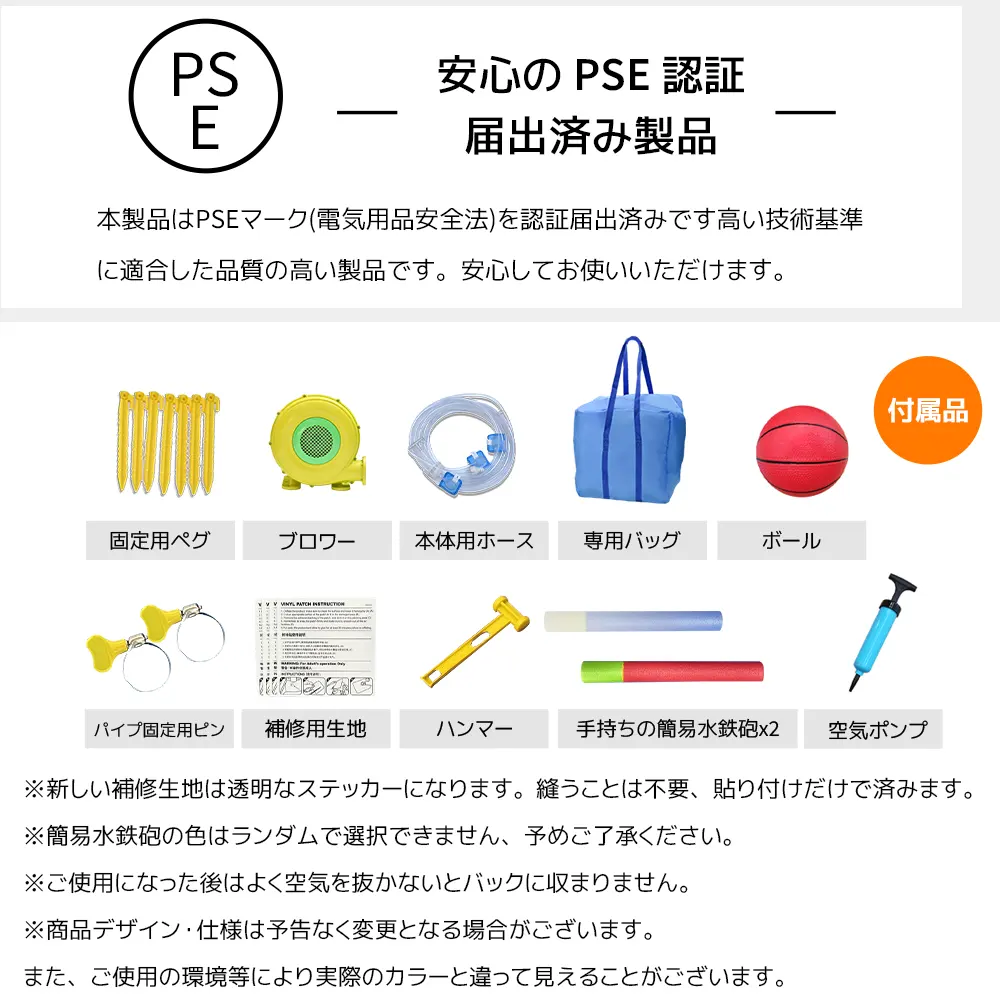 PS
E
安心の PSE 認証
届出済み製品
本製品はPSEマーク(電気用品安全法)を認証届出済みです高い技術基準
に適合した品質の高い製品です。安心してお使いいただけます。
付属品
固定用ペグ
ブロワー
本体用ホース
専用バッグ
ボール
VINYL PATCH INSTRUCTION
WARNING: For Adult's operation Only
パイプ固定用ピン
補修用生地
ハンマー
手持ちの簡易水鉄砲x2
空気ポンプ
※新しい補修生地は透明なステッカーになります。縫うことは不要、貼り付けだけで済みます。
※簡易水鉄砲の色はランダムで選択できません、予めご了承ください。
※ご使用になった後はよく空気を抜かないとバックに収まりません。
※商品デザイン・仕様は予告なく変更となる場合がございます。
また、ご使用の環境等により実際のカラーと違って見えることがございます。